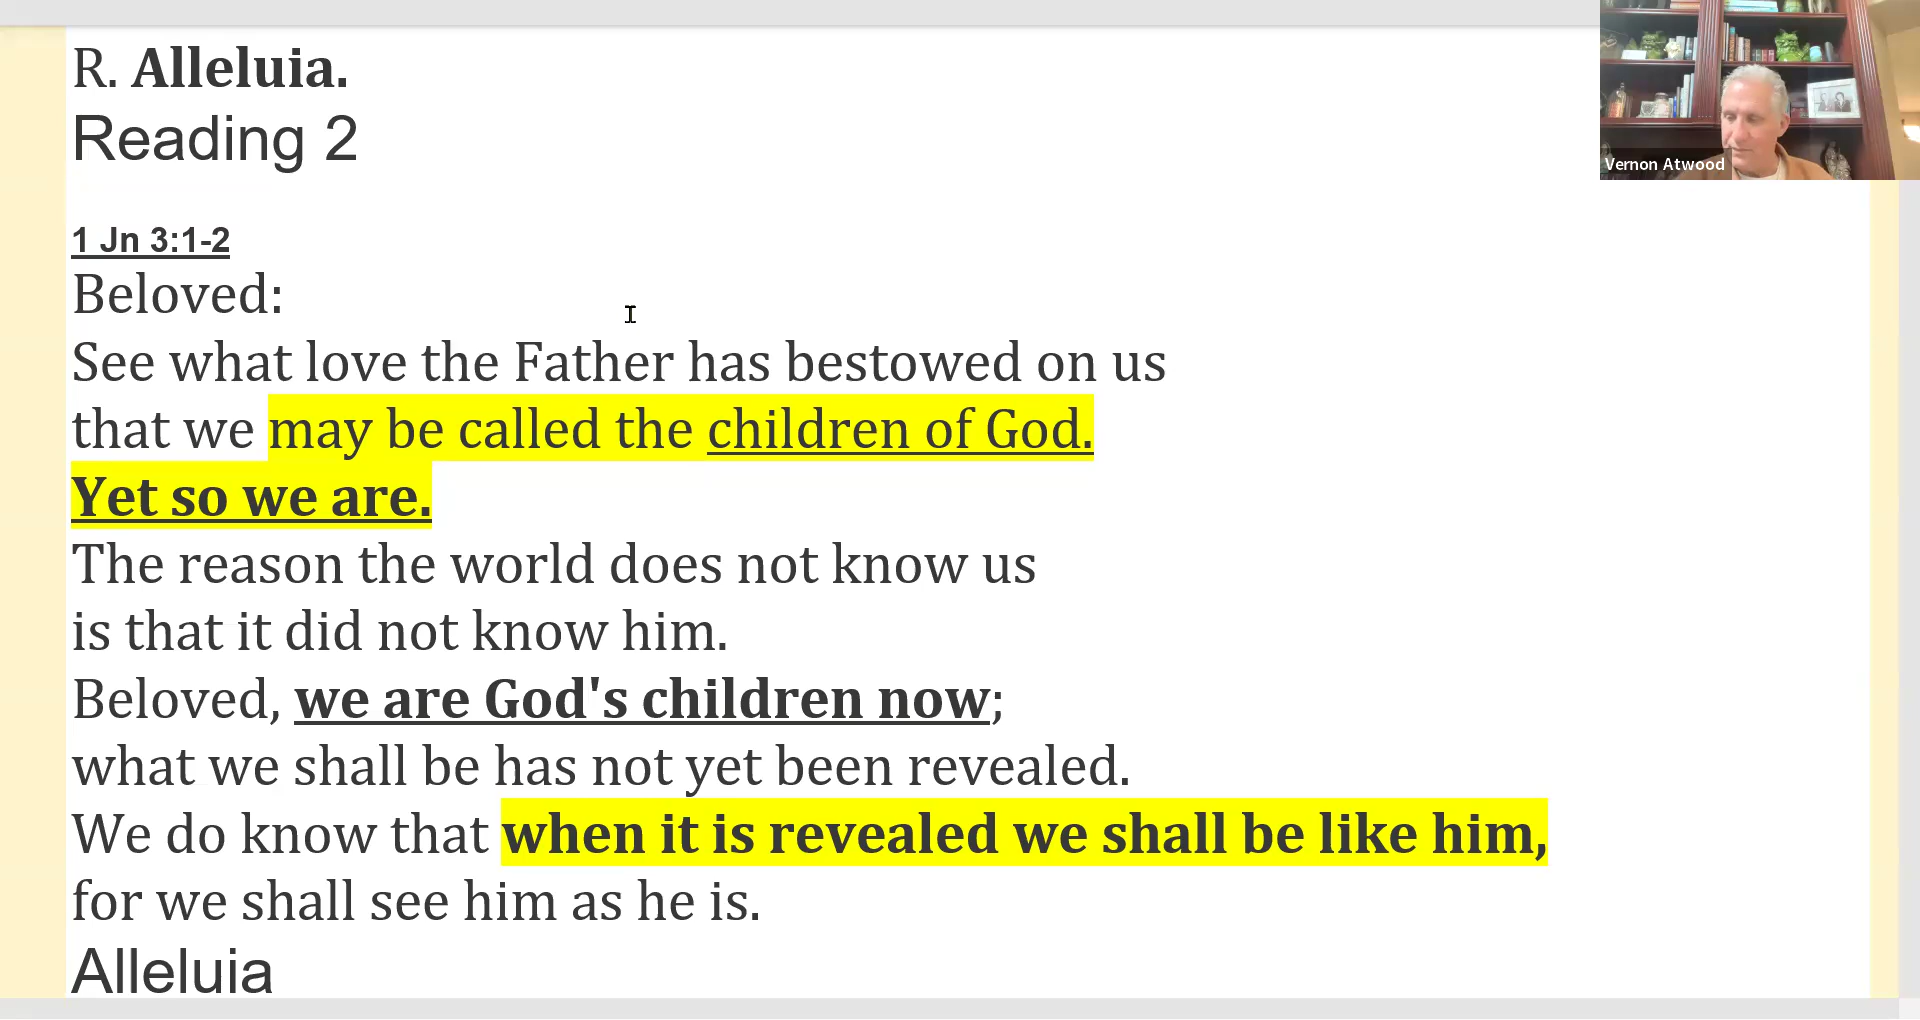 R. Alleluia.
Reading 2
1 Jn 3:1-2
Beloved:
See what love the Father has bestowed on us
that we may be called the children of God.
Yet so we are.
The reason the world does not know us
is that it did not know him.
Beloved, we are God's children now;
what we shall be has not yet been revealed.
We do know that when it is revealed we shall be like him,
for we shall see him as he is.
Alleluia
Vernon Atwood